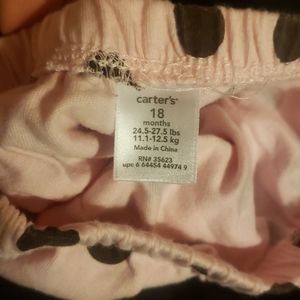 carter's®
18
months
24.5-27.5 lbs
11.1-12.5 kg
Made in China
RN# 35623
upc 6 64454 44974 9